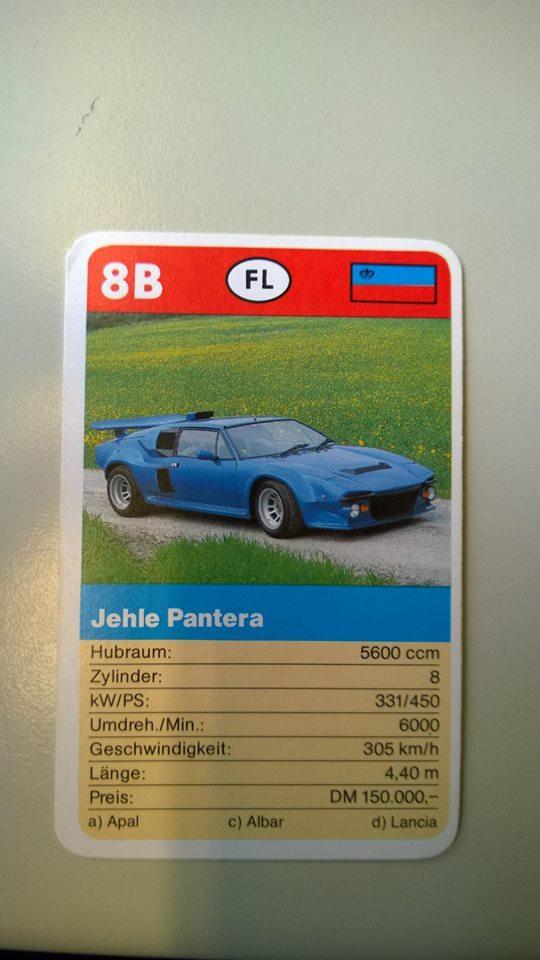 8B FL
Jehle Pantera
Hubraum: 5600 ccm
Zylinder: 8
kW/PS: 331/450
Umdreh./Min.: 6000
Geschwindigkeit: 305 km/h
Länge: 4,40 m
Preis: DM 150.000,–
a) Apal c) Albar d) Lancia